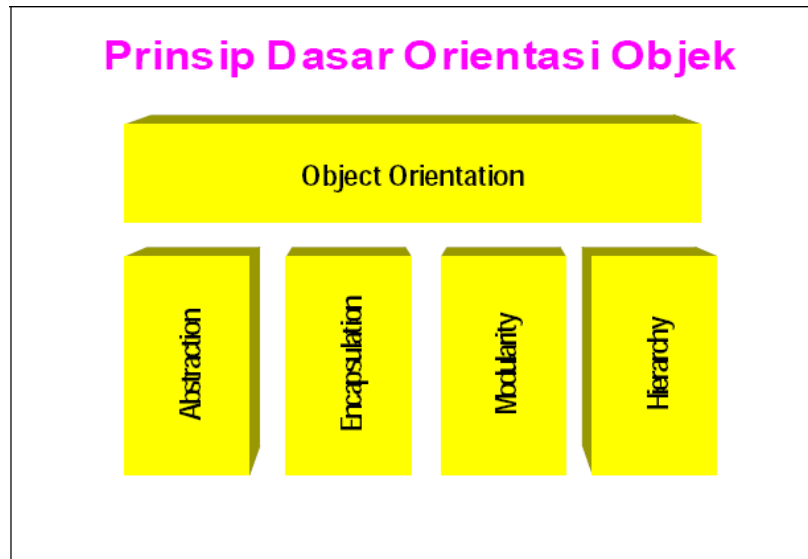 Prinsip Dasar Orientasi Objek
Object Orientation
Abstraction
Encapsulation
Modularity
Hierarchy